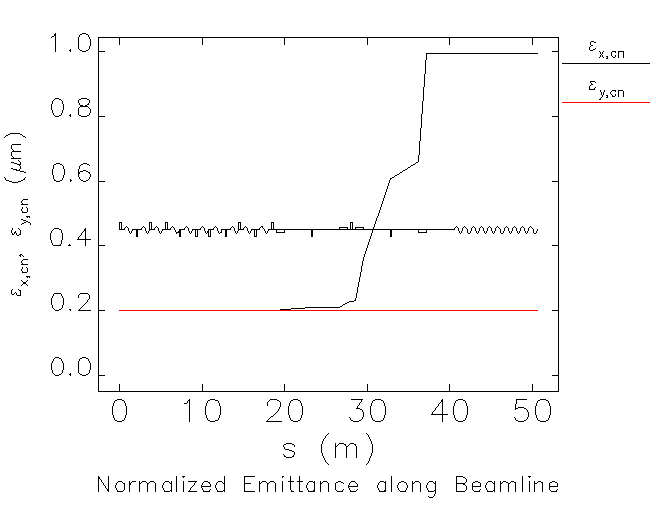 1.0
0.8
0.6
0.4
0.2
0.0
εx,cn, εy,cn (μm)
0 10 20 30 40 50
s (m)
Normalized Emittance along Beamline
εx,cn
εy,cn